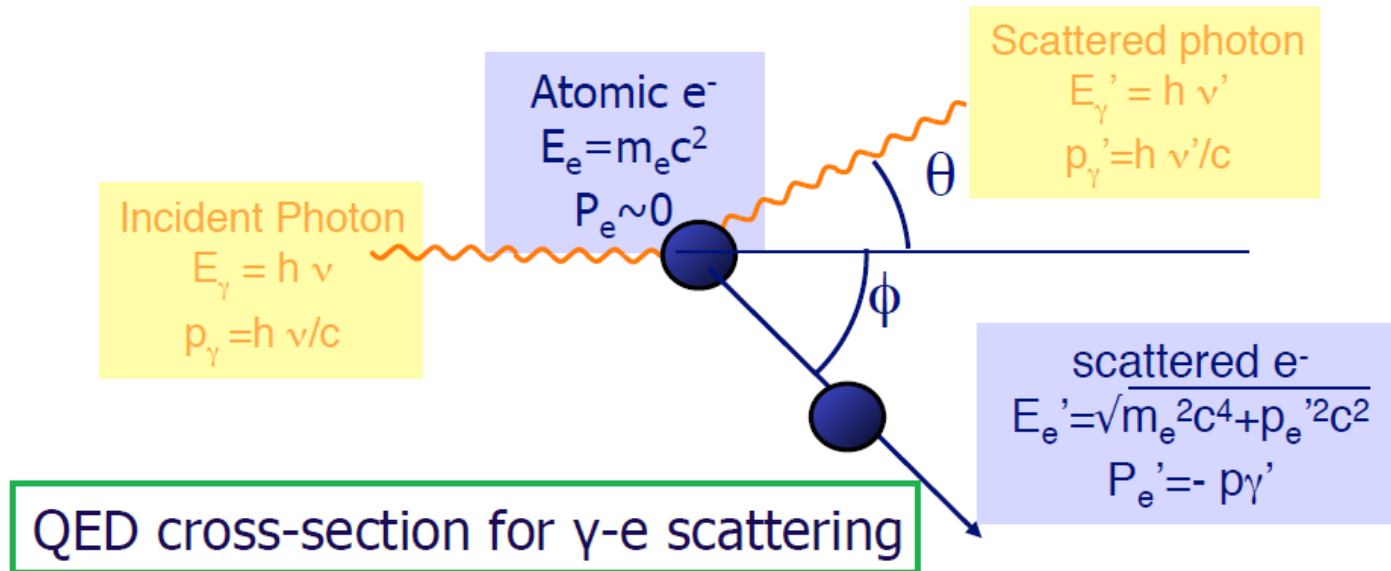 Incident Photon
E_γ = h ν
p_γ =h ν/c
Atomic e⁻
E_e=m_ec²
P_e~0
Scattered photon
E_γ' = h ν'
p_γ'=h ν'/c
θ
ϕ
scattered e⁻
E_e'=√m_e²c⁴+p_e'²c²
P_e'=- pγ'
QED cross-section for γ-e scattering